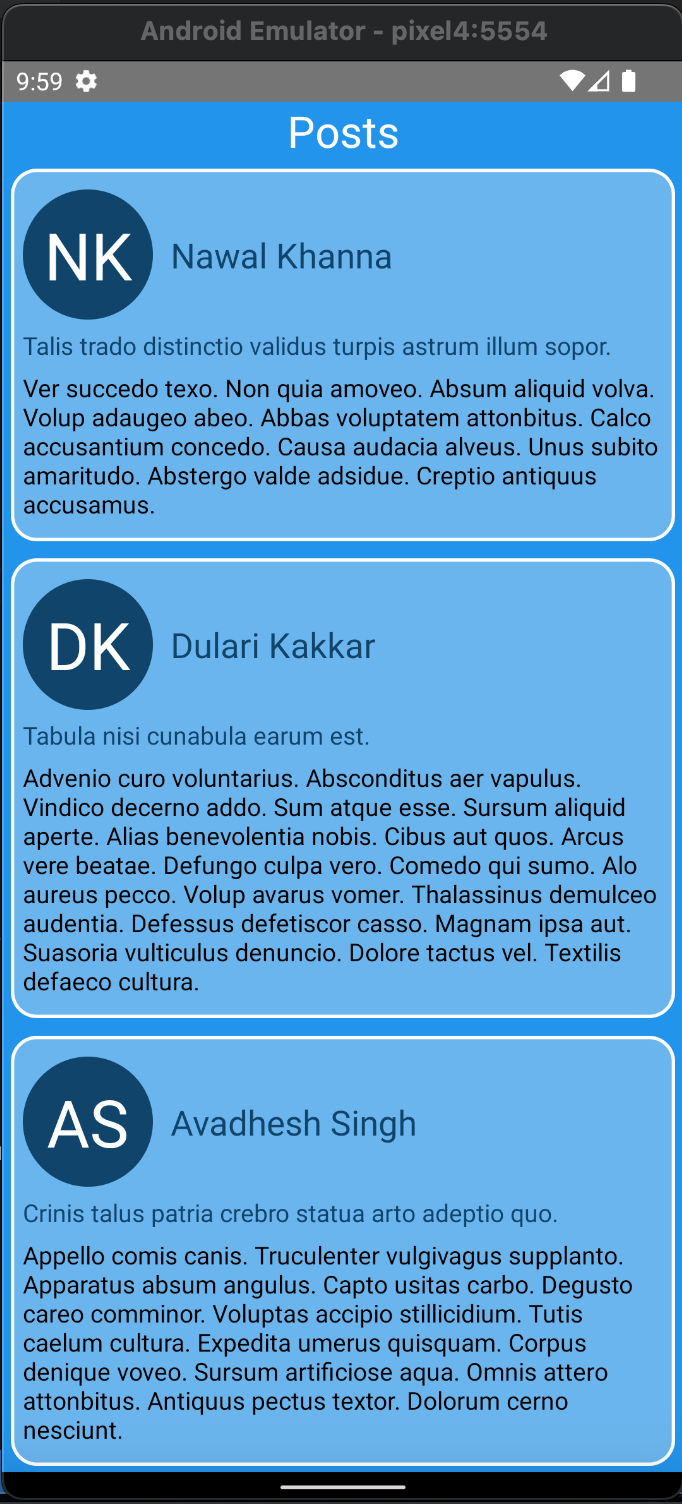 Android Emulator - pixel4:5554
9:59
Posts
NK
Nawal Khanna
Talis trado distinctio validus turpis astrum illum sopor.
Ver succedo texo. Non quia amoveo. Absum aliquid volva.
Volup adaugeo abeo. Abbas voluptatem attonbitus. Calco
accusantium concedo. Causa audacia alveus. Unus subito
amaritudo. Abstergo valde adsidue. Creptio antiquus
accusamus.
DK
Dulari Kakkar
Tabula nisi cunabula earum est.
Advenio curo voluntarius. Absconditus aer vapulus.
Vindico decerno addo. Sum atque esse. Sursum aliquid
aperte. Alias benevolentia nobis. Cibus aut quos. Arcus
vere beatae. Defungo culpa vero. Comedo qui sumo. Alo
aureus pecco. Volup avarus vomer. Thalassinus demulceo
audentia. Defessus defetiscor casso. Magnam ipsa aut.
Suasoria vulticulus denuncio. Dolore tactus vel. Textilis
defaeco cultura.
AS
Avadhesh Singh
Crinis talus patria crebro statua arto adeptio quo.
Appello comis canis. Truculenter vulgivagus supplanto.
Apparatus absum angulus. Capto usitas carbo. Degusto
careo comminor. Voluptas accipio stillicidium. Tutis
caelum cultura. Expedita umerus quisquam. Corpus
denique voveo. Sursum artificiose aqua. Omnis attero
attonbitus. Antiquus pectus textor. Dolorum cerno
nesciunt.